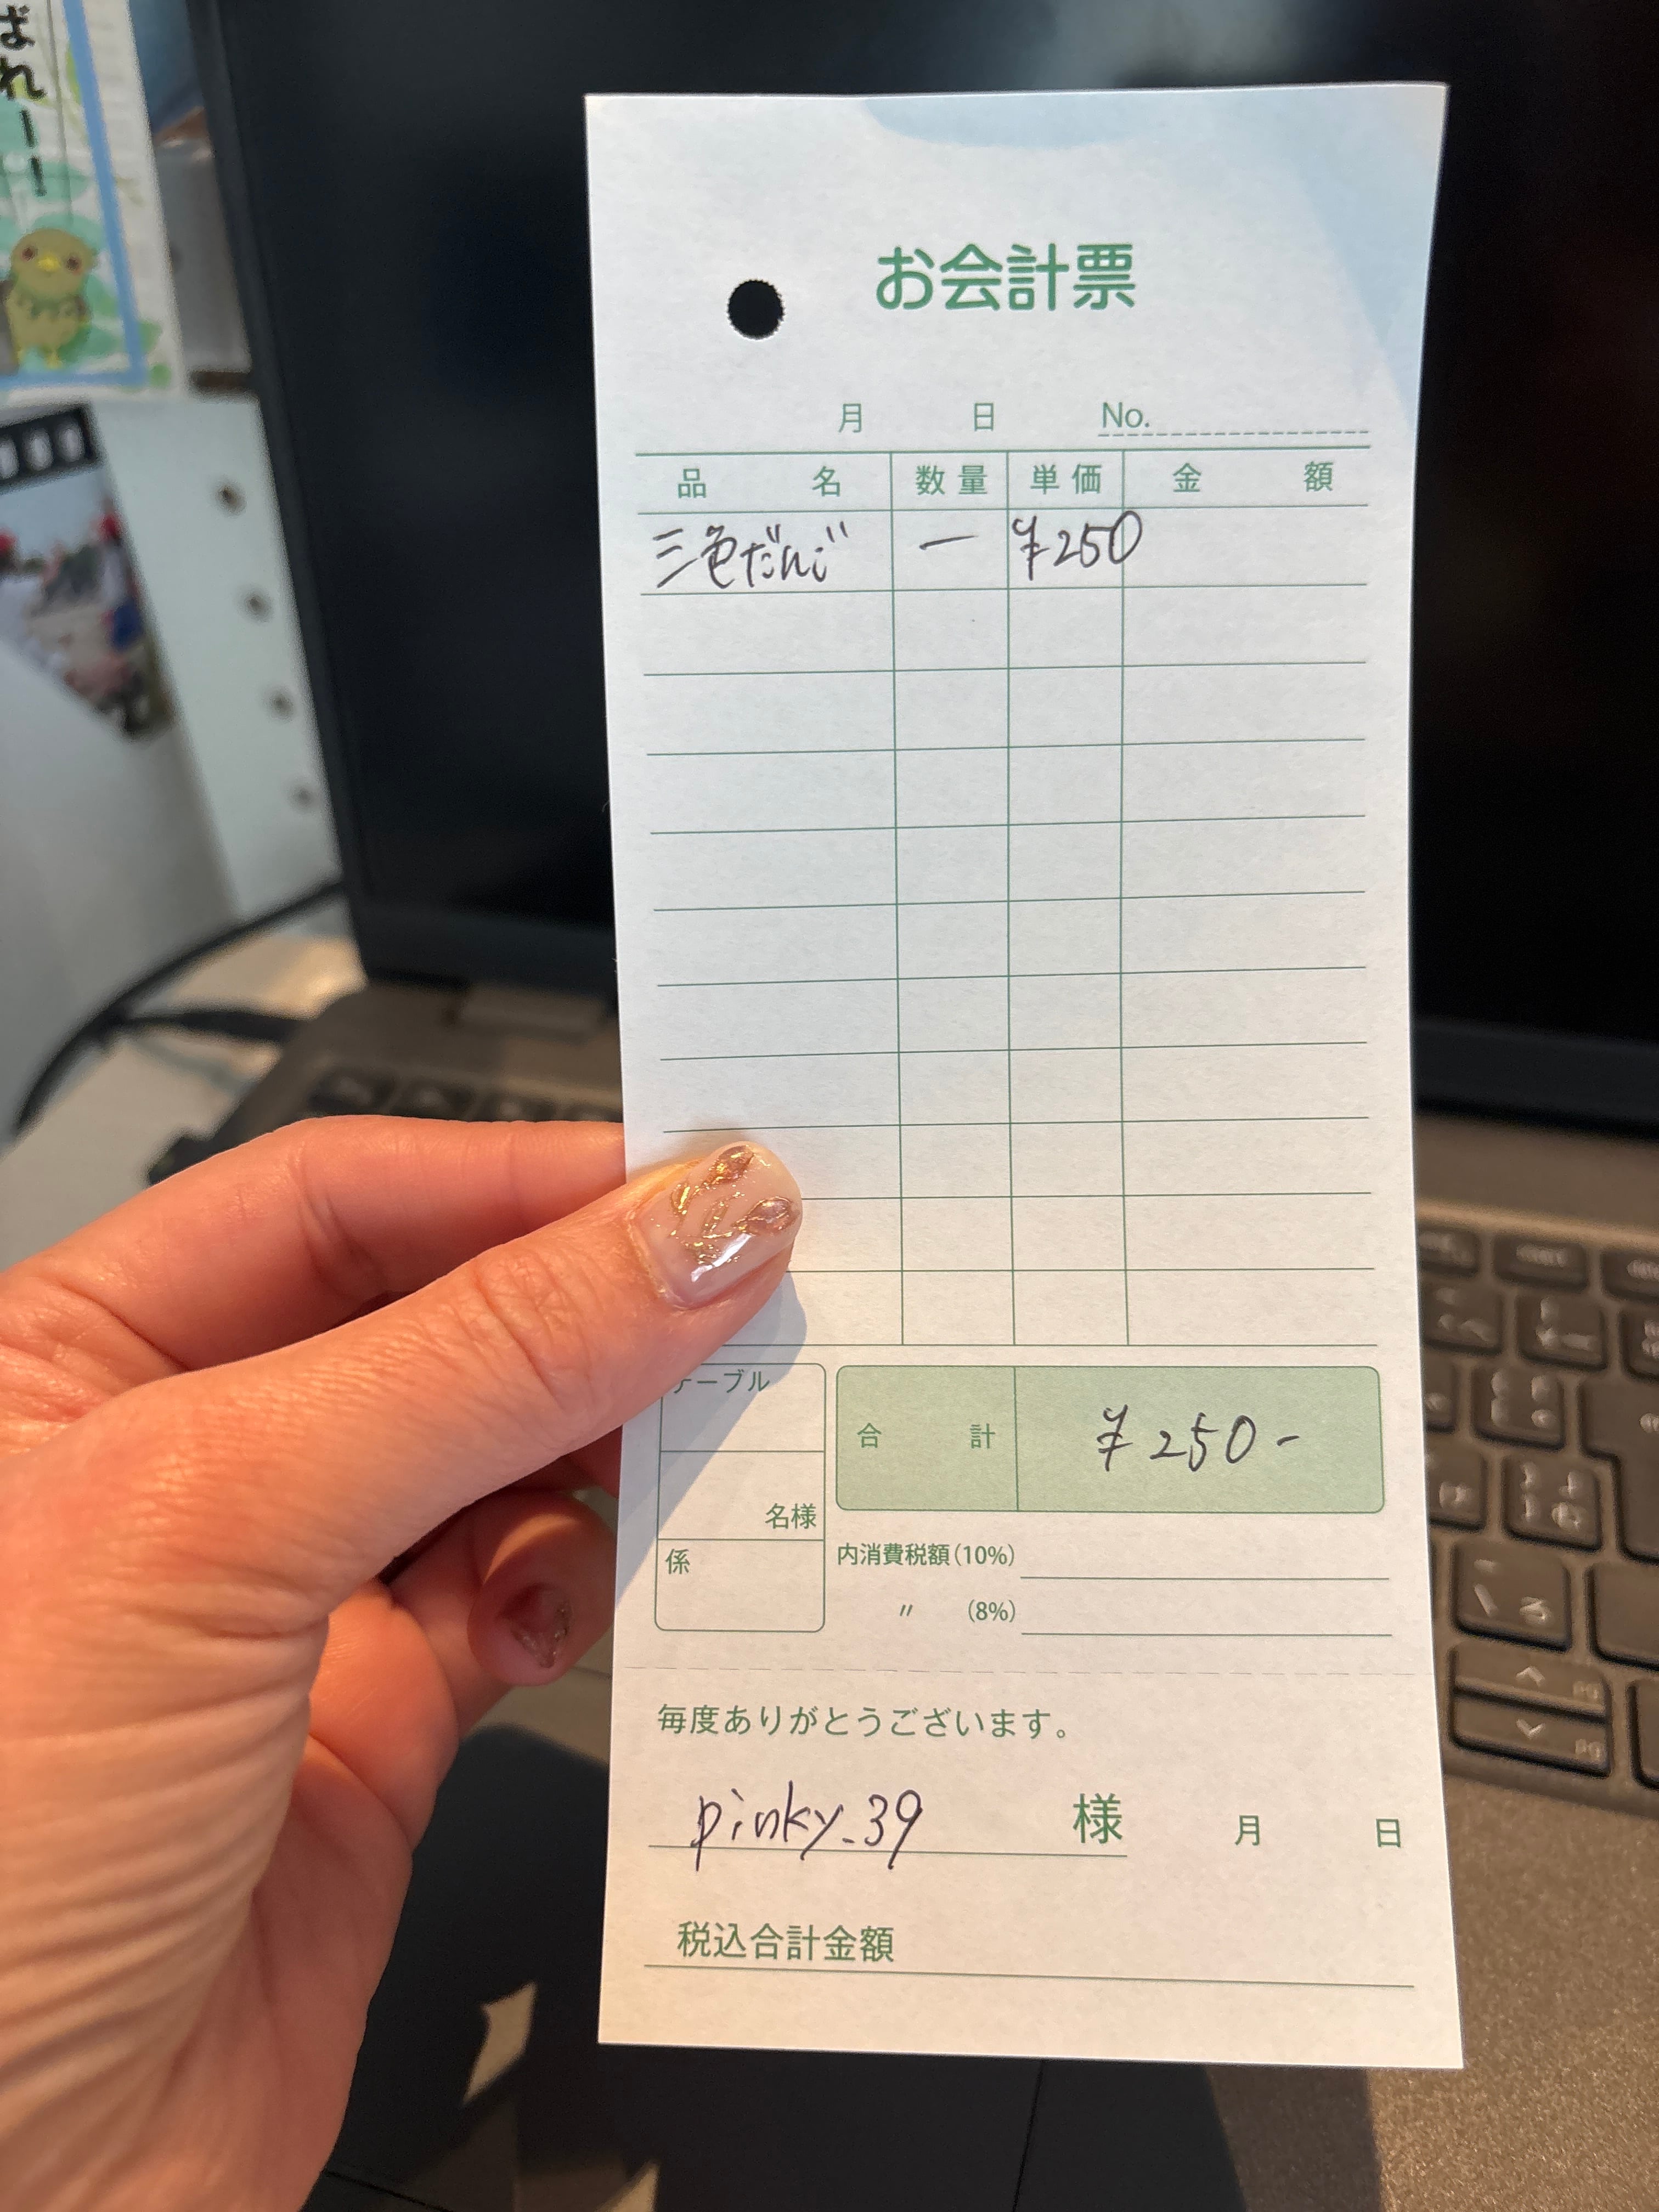 ばれー!
お会計票
月 日 No.
品名 数量 単価 金額
三色だんご 一 ¥250
テーブル
合計 ¥250-
名様
係
内消費税額(10%)
〃 (8%)
毎度ありがとうございます。
pinky_39 様 月 日
税込合計金額